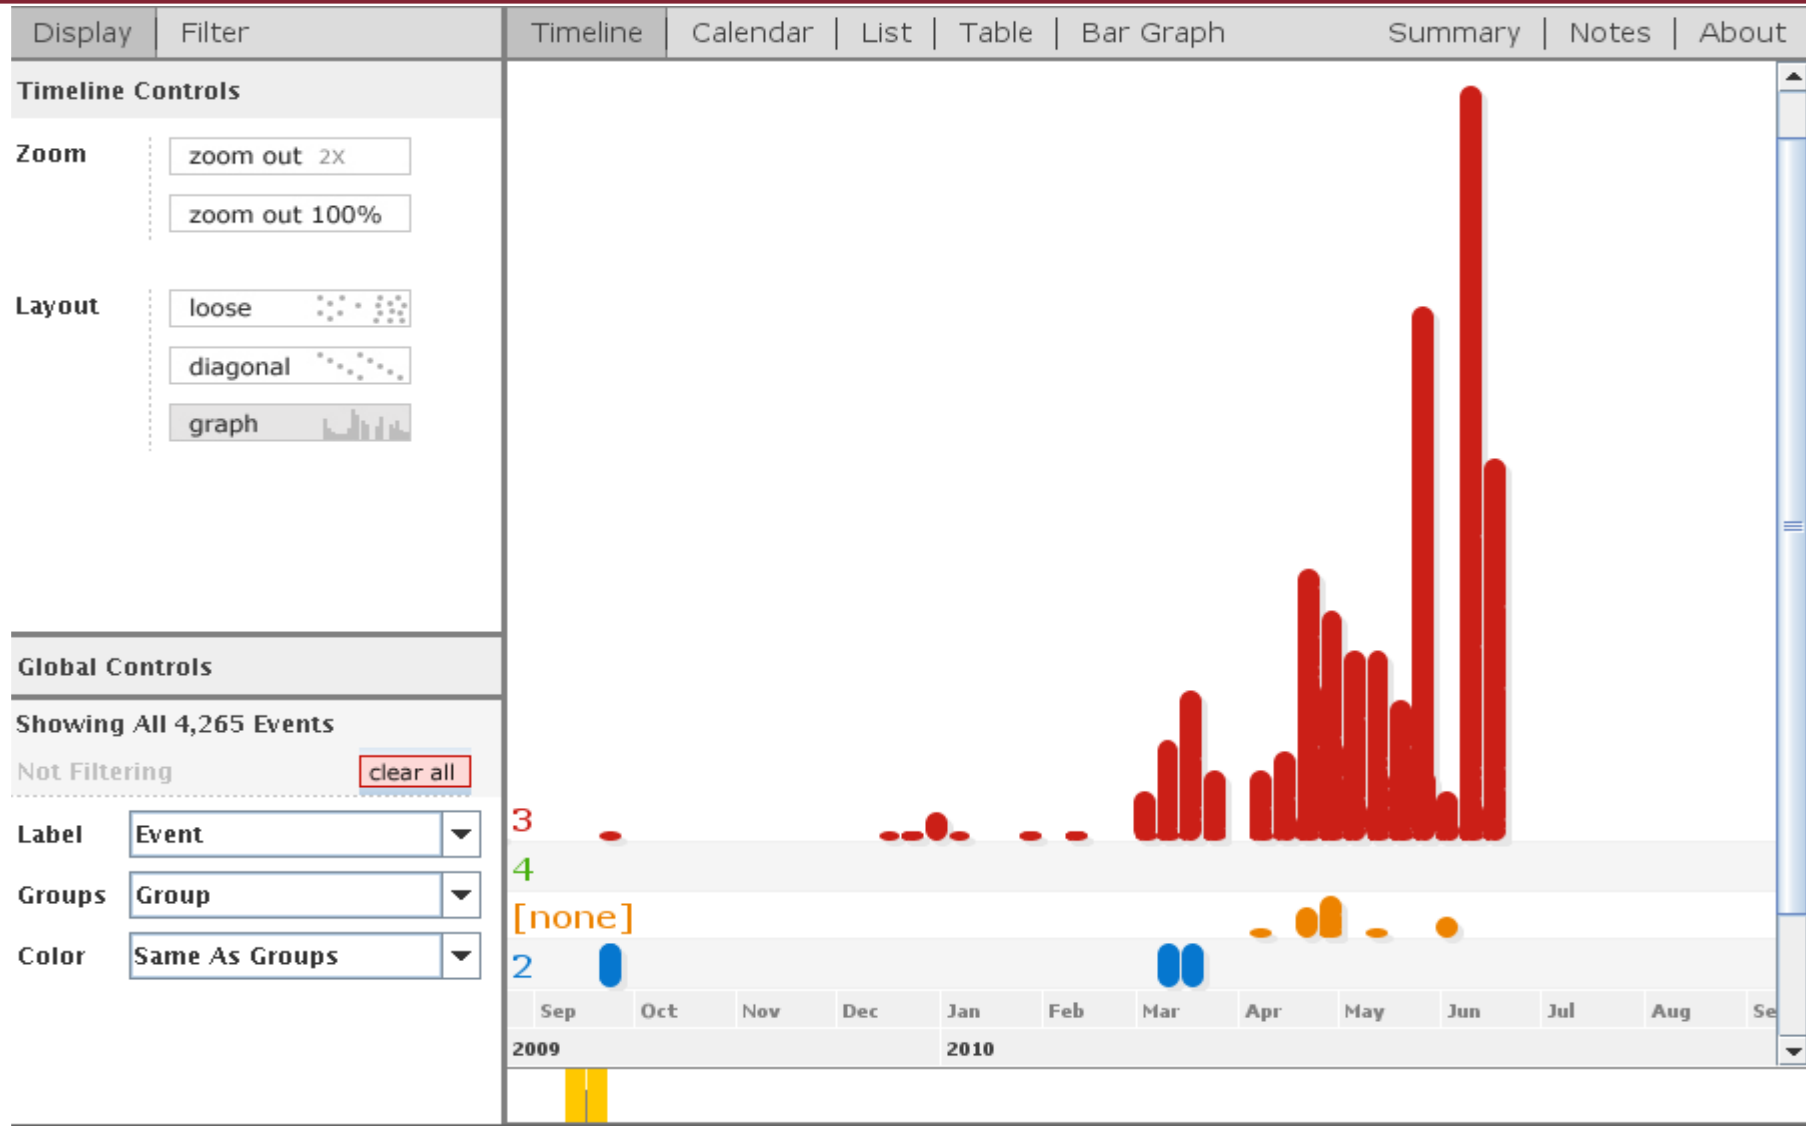 Display | Filter
Timeline | Calendar | List | Table | Bar Graph Summary | Notes | About
Timeline Controls
Zoom
zoom out 2X
zoom out 100%
Layout
loose
diagonal
graph
Global Controls
Showing All 4,265 Events
Not Filtering clear all
Label Event
Groups Group
Color Same As Groups
3
4
[none]
2
Sep Oct Nov Dec Jan Feb Mar Apr May Jun Jul Aug Se
2009 2010